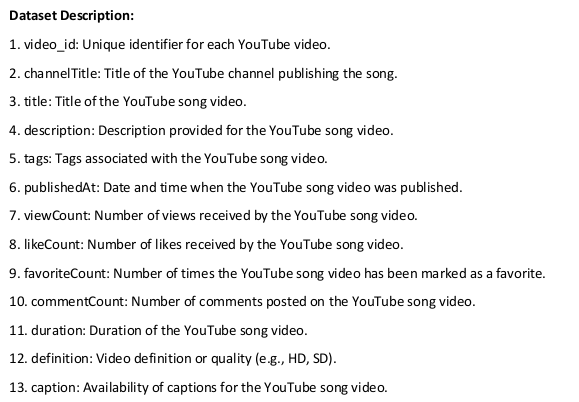 Dataset Description:
1. video_id: Unique identifier for each YouTube video.
2. channelTitle: Title of the YouTube channel publishing the song.
3. title: Title of the YouTube song video.
4. description: Description provided for the YouTube song video.
5. tags: Tags associated with the YouTube song video.
6. publishedAt: Date and time when the YouTube song video was published.
7. viewCount: Number of views received by the YouTube song video.
8. likeCount: Number of likes received by the YouTube song video.
9. favoriteCount: Number of times the YouTube song video has been marked as a favorite.
10. commentCount: Number of comments posted on the YouTube song video.
11. duration: Duration of the YouTube song video.
12. definition: Video definition or quality (e.g., HD, SD).
13. caption: Availability of captions for the YouTube song video.